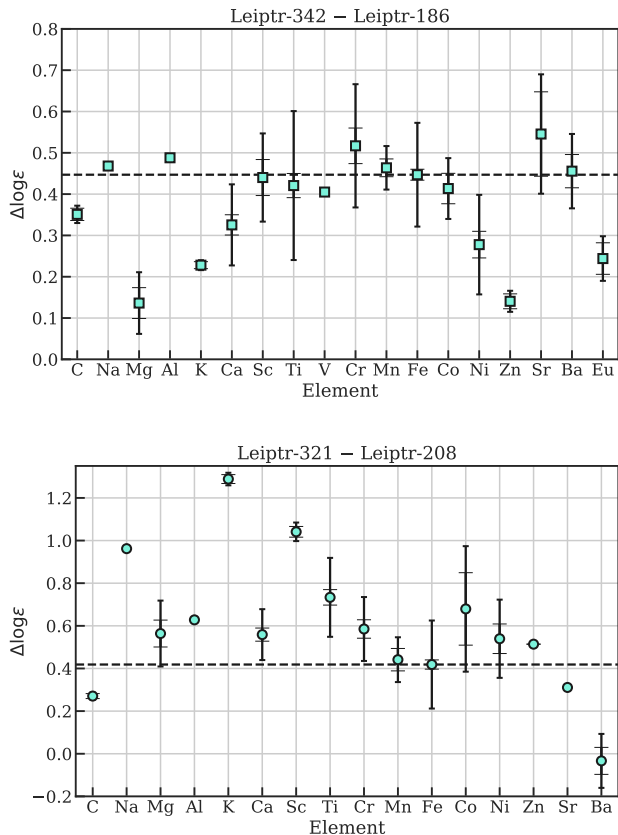 Leiptr-342 − Leiptr-186
0.8
0.7
0.6
0.5
0.4
0.3
0.2
0.1
0.0
Δlogε
C Na Mg Al K Ca Sc Ti V Cr Mn Fe Co Ni Zn Sr Ba Eu
Element
Leiptr-321 − Leiptr-208
1.2
1.0
0.8
0.6
0.4
0.2
0.0
−0.2
Δlogε
C Na Mg Al K Ca Sc Ti Cr Mn Fe Co Ni Zn Sr Ba
Element